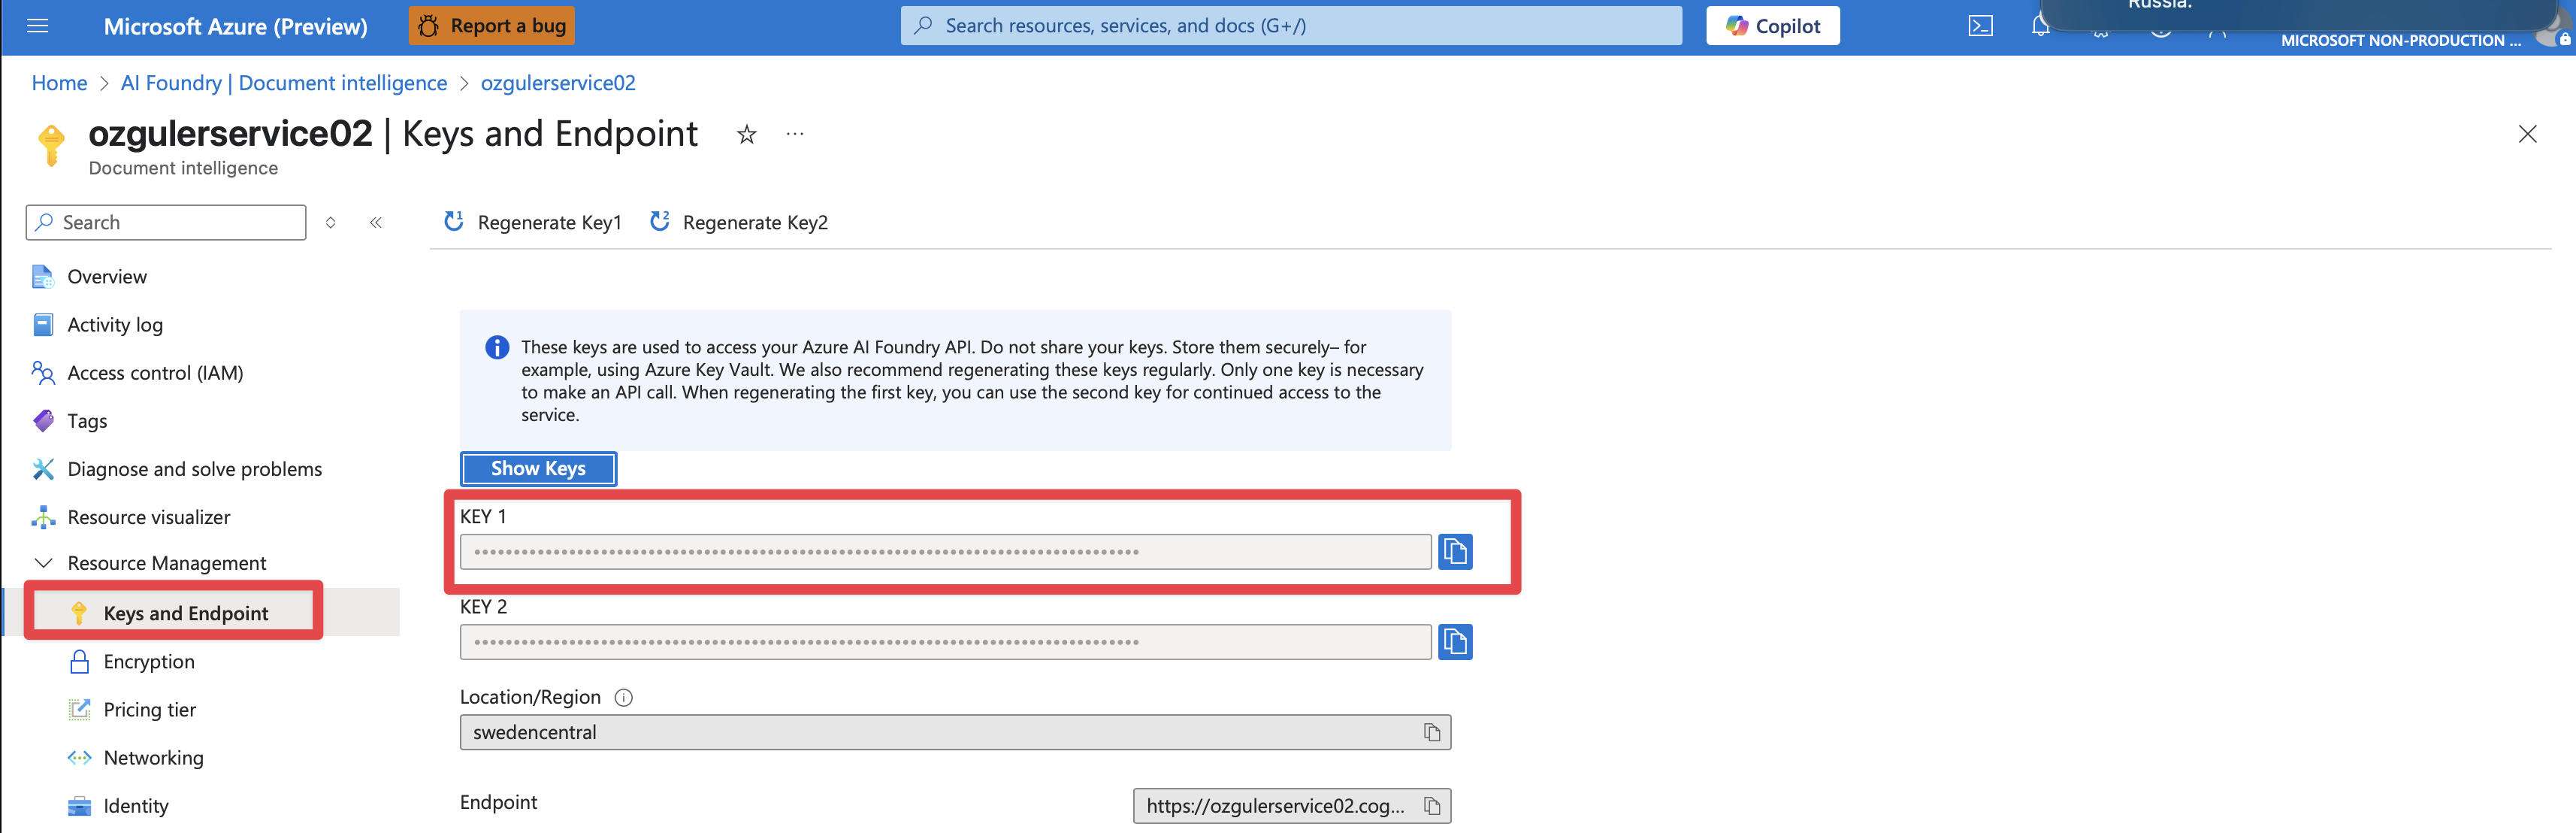 Russia.
Microsoft Azure (Preview)
Report a bug
Search resources, services, and docs (G+/)
Copilot
MICROSOFT NON-PRODUCTION ...
Home > AI Foundry | Document intelligence > ozgulerservice02
ozgulerservice02 | Keys and Endpoint
Document intelligence
Search
Regenerate Key1
Regenerate Key2
Overview
Activity log
Access control (IAM)
Tags
Diagnose and solve problems
Resource visualizer
Resource Management
Keys and Endpoint
Encryption
Pricing tier
Networking
Identity
These keys are used to access your Azure AI Foundry API. Do not share your keys. Store them securely– for
example, using Azure Key Vault. We also recommend regenerating these keys regularly. Only one key is necessary
to make an API call. When regenerating the first key, you can use the second key for continued access to the
service.
Show Keys
KEY 1
KEY 2
Location/Region
swedencentral
Endpoint
https://ozgulerservice02.cog...